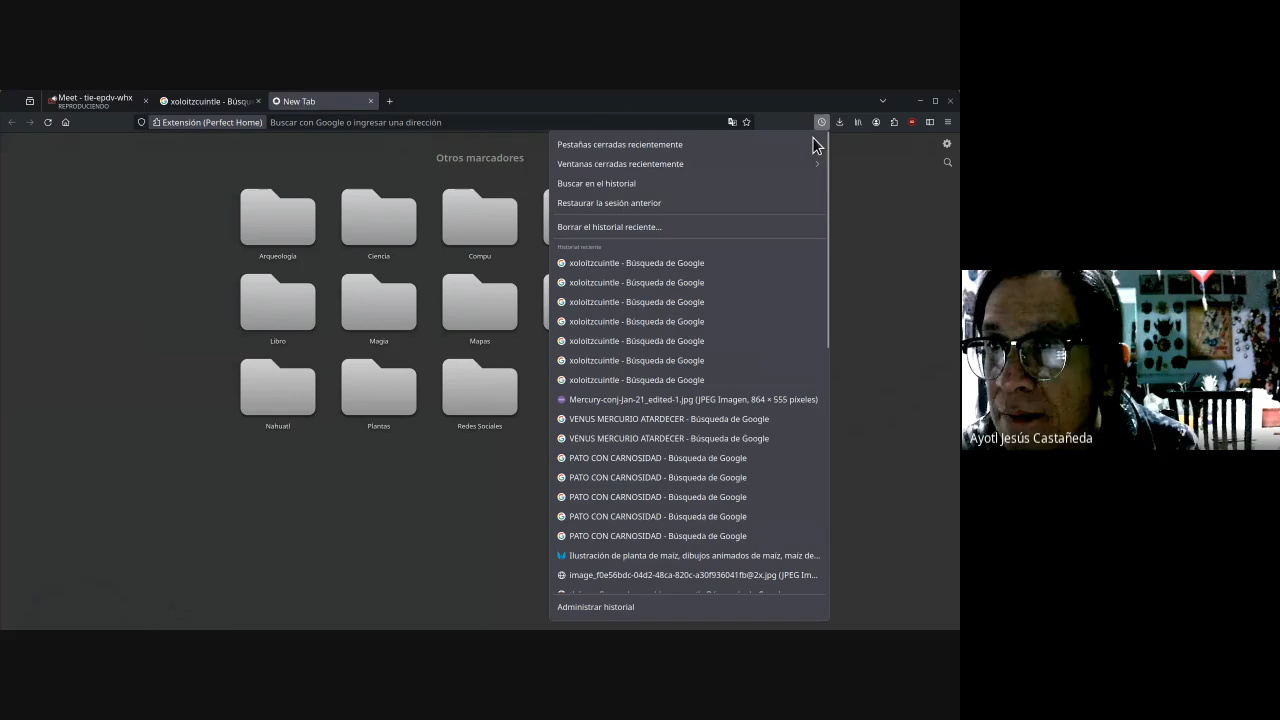 Meet - tie-epdv-whx
REPRODUCIENDO
xoloitzcuintle - Búsqu
New Tab
Extensión (Perfect Home)
Buscar con Google o ingresar una dirección
Otros marcadores
Arqueología
Ciencia
Compu
Libro
Magia
Mapas
Nahuatl
Plantas
Redes Sociales
Pestañas cerradas recientemente
Ventanas cerradas recientemente
Buscar en el historial
Restaurar la sesión anterior
Borrar el historial reciente...
Historial reciente
xoloitzcuintle - Búsqueda de Google
xoloitzcuintle - Búsqueda de Google
xoloitzcuintle - Búsqueda de Google
xoloitzcuintle - Búsqueda de Google
xoloitzcuintle - Búsqueda de Google
xoloitzcuintle - Búsqueda de Google
xoloitzcuintle - Búsqueda de Google
Mercury-conj-Jan-21_edited-1.jpg (JPEG Imagen, 864 × 555 pixeles)
VENUS MERCURIO ATARDECER - Búsqueda de Google
VENUS MERCURIO ATARDECER - Búsqueda de Google
PATO CON CARNOSIDAD - Búsqueda de Google
PATO CON CARNOSIDAD - Búsqueda de Google
PATO CON CARNOSIDAD - Búsqueda de Google
PATO CON CARNOSIDAD - Búsqueda de Google
PATO CON CARNOSIDAD - Búsqueda de Google
Ilustración de planta de maíz, dibujos animados de maíz, maíz de...
image_f0e56bdc-04d2-48ca-820c-a30f936041fb@2x.jpg (JPEG Im...
Administrar historial
Ayotl Jesús Castañeda